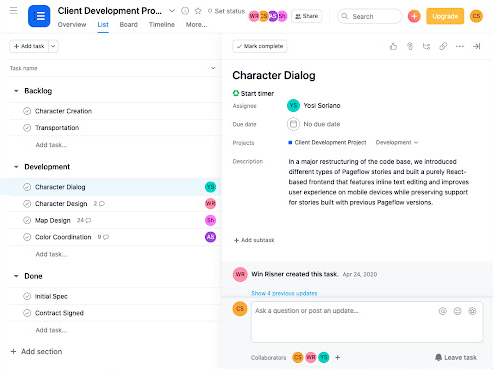 Client Development Pro...
Set status
WR CS AS Sh
Share
Search
Upgrade
CS
Overview List Board Timeline More...
+ Add task
Mark complete
Task name
Character Dialog
Start timer
Assignee YS Yosi Soriano
Due date No due date
Projects Client Development Project Development
Description In a major restructuring of the code base, we introduced
different types of Pageflow stories and built a purely React-
based frontend that features inline text editing and improves
user experience on mobile devices while preserving support
for stories built with previous Pageflow versions.
+ Add subtask
WR Win Risner created this task. Apr 24, 2020
Show 4 previous updates
CS Ask a question or post an update...
Collaborators CS WR YS +
Leave task
Backlog
Character Creation
Transportation
Add task...
Development
Character Dialog YS
Character Design 2 WR
Map Design 24 Sh
Color Coordination 9 AS
Add task...
Done
Initial Spec
Contract Signed
Add task...
+ Add section